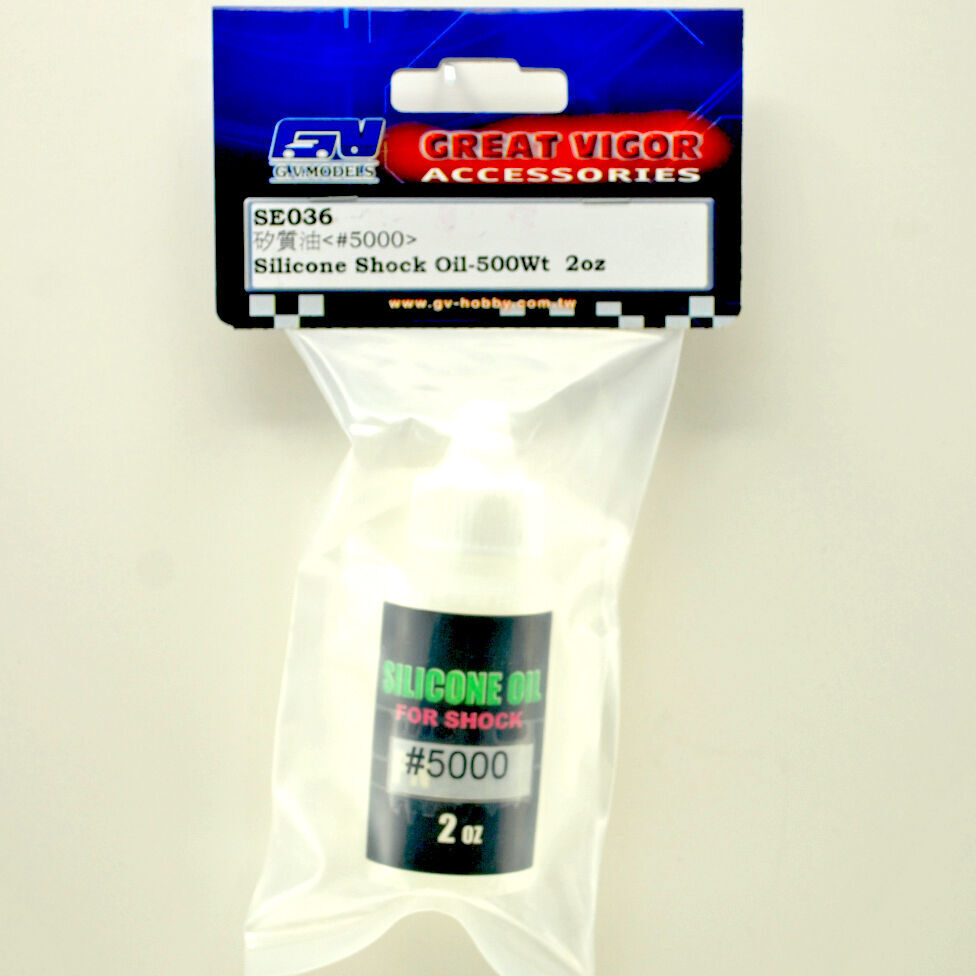 GV
G.V.MODELS
GREAT VIGOR
ACCESSORIES
SE036
矽質油<#5000>
Silicone Shock Oil-500Wt 2oz
www.gv-hobby.com.tw
SILICONE OIL
FOR SHOCK
#5000
2 OZ